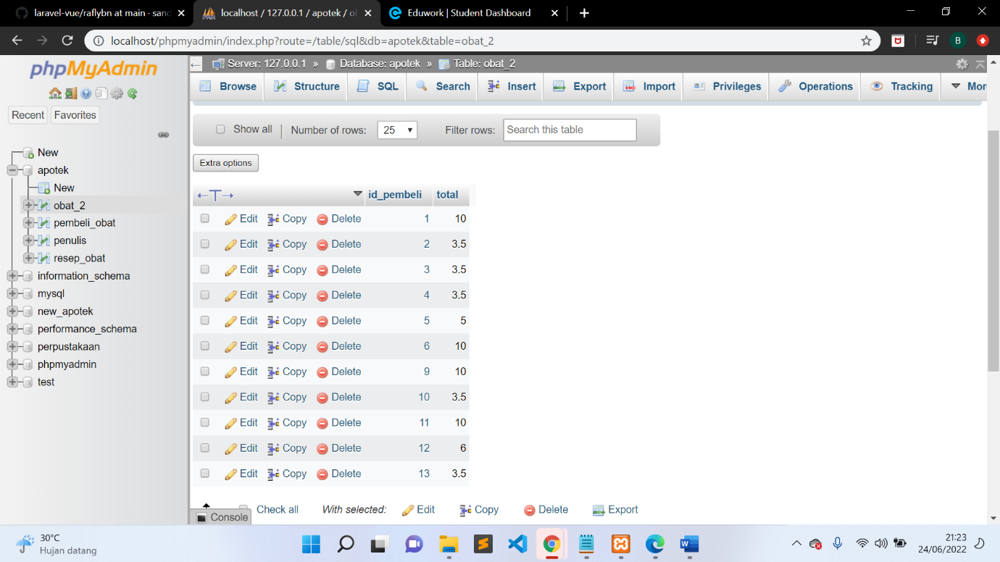 laravel-vue/raflybn at main · sand
localhost / 127.0.0.1 / apotek / ob
Eduwork | Student Dashboard
localhost/phpmyadmin/index.php?route=/table/sql&db=apotek&table=obat_2
B
phpMyAdmin
Recent Favorites
New
apotek
New
obat_2
pembeli_obat
penulis
resep_obat
information_schema
mysql
new_apotek
performance_schema
perpustakaan
phpmyadmin
test
Server: 127.0.0.1 » Database: apotek » Table: obat_2
Browse Structure SQL Search Insert Export Import Privileges Operations Tracking More
Show all Number of rows: 25 Filter rows: Search this table
Extra options
id_pembeli total
Edit Copy Delete 1 10
Edit Copy Delete 2 3.5
Edit Copy Delete 3 3.5
Edit Copy Delete 4 3.5
Edit Copy Delete 5 5
Edit Copy Delete 6 10
Edit Copy Delete 9 10
Edit Copy Delete 10 3.5
Edit Copy Delete 11 10
Edit Copy Delete 12 6
Edit Copy Delete 13 3.5
Check all With selected: Edit Copy Delete Export
Console
30°C
Hujan datang
21:23
24/06/2022